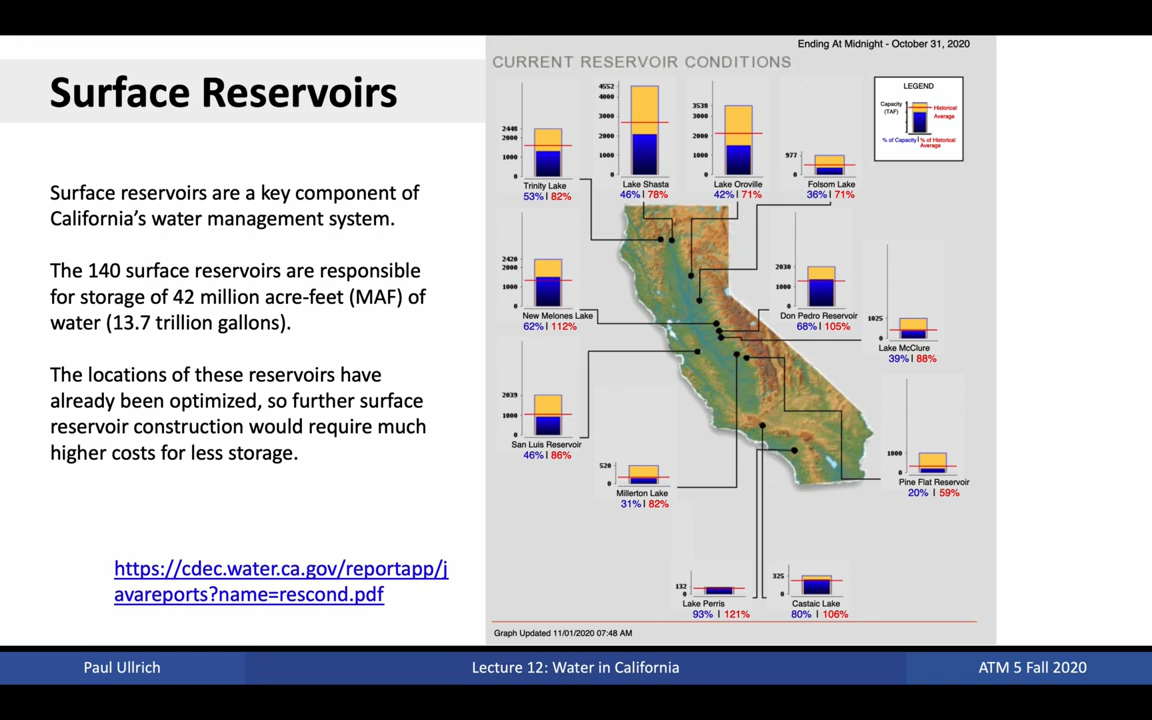 Surface Reservoirs
Surface reservoirs are a key component of
California’s water management system.
The 140 surface reservoirs are responsible
for storage of 42 million acre-feet (MAF) of
water (13.7 trillion gallons).
The locations of these reservoirs have
already been optimized, so further surface
reservoir construction would require much
higher costs for less storage.
https://cdec.water.ca.gov/reportapp/j
avareports?name=rescond.pdf
Ending At Midnight - October 31, 2020
CURRENT RESERVOIR CONDITIONS
LEGEND
Capacity
(TAF)
Historical
Average
% of Capacity | % of Historical
Average
2448
2000
1000
0
Trinity Lake
53% | 82%
4552
4000
3000
2000
1000
0
Lake Shasta
46% | 78%
3538
3000
2000
1000
0
Lake Oroville
42% | 71%
977
0
Folsom Lake
36% | 71%
2420
2000
1000
0
New Melones Lake
62% | 112%
2030
1000
0
Don Pedro Reservoir
68% | 105%
1025
0
Lake McClure
39% | 88%
2039
1000
0
San Luis Reservoir
46% | 86%
520
0
Millerton Lake
31% | 82%
1000
0
Pine Flat Reservoir
20% | 59%
132
0
Lake Perris
93% | 121%
325
0
Castaic Lake
80% | 106%
Graph Updated 11/01/2020 07:48 AM
Paul Ullrich
Lecture 12: Water in California
ATM 5 Fall 2020